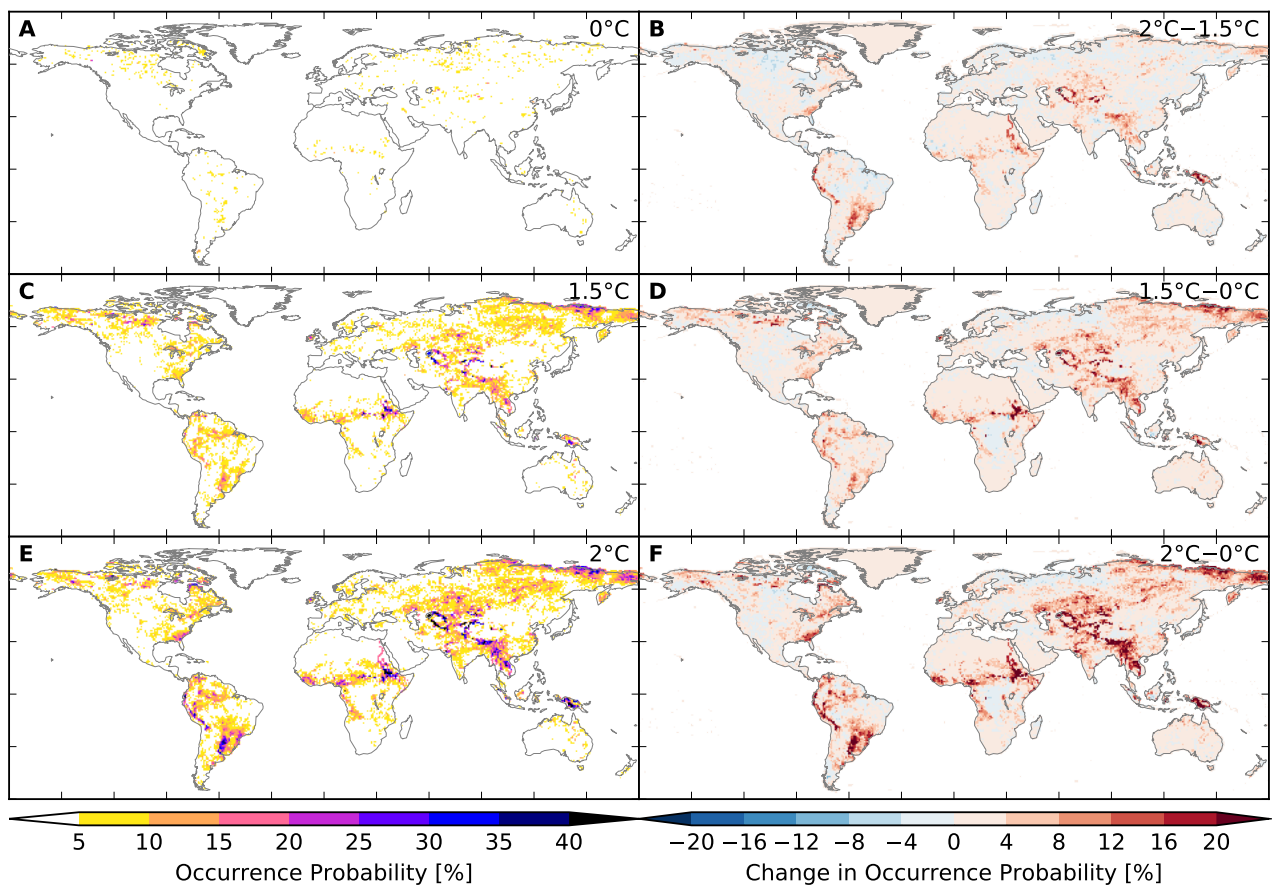 A 0°C
B 2°C−1.5°C
C 1.5°C
D 1.5°C−0°C
E 2°C
F 2°C−0°C
5 10 15 20 25 30 35 40
Occurrence Probability [%]
−20 −16 −12 −8 −4 0 4 8 12 16 20
Change in Occurrence Probability [%]